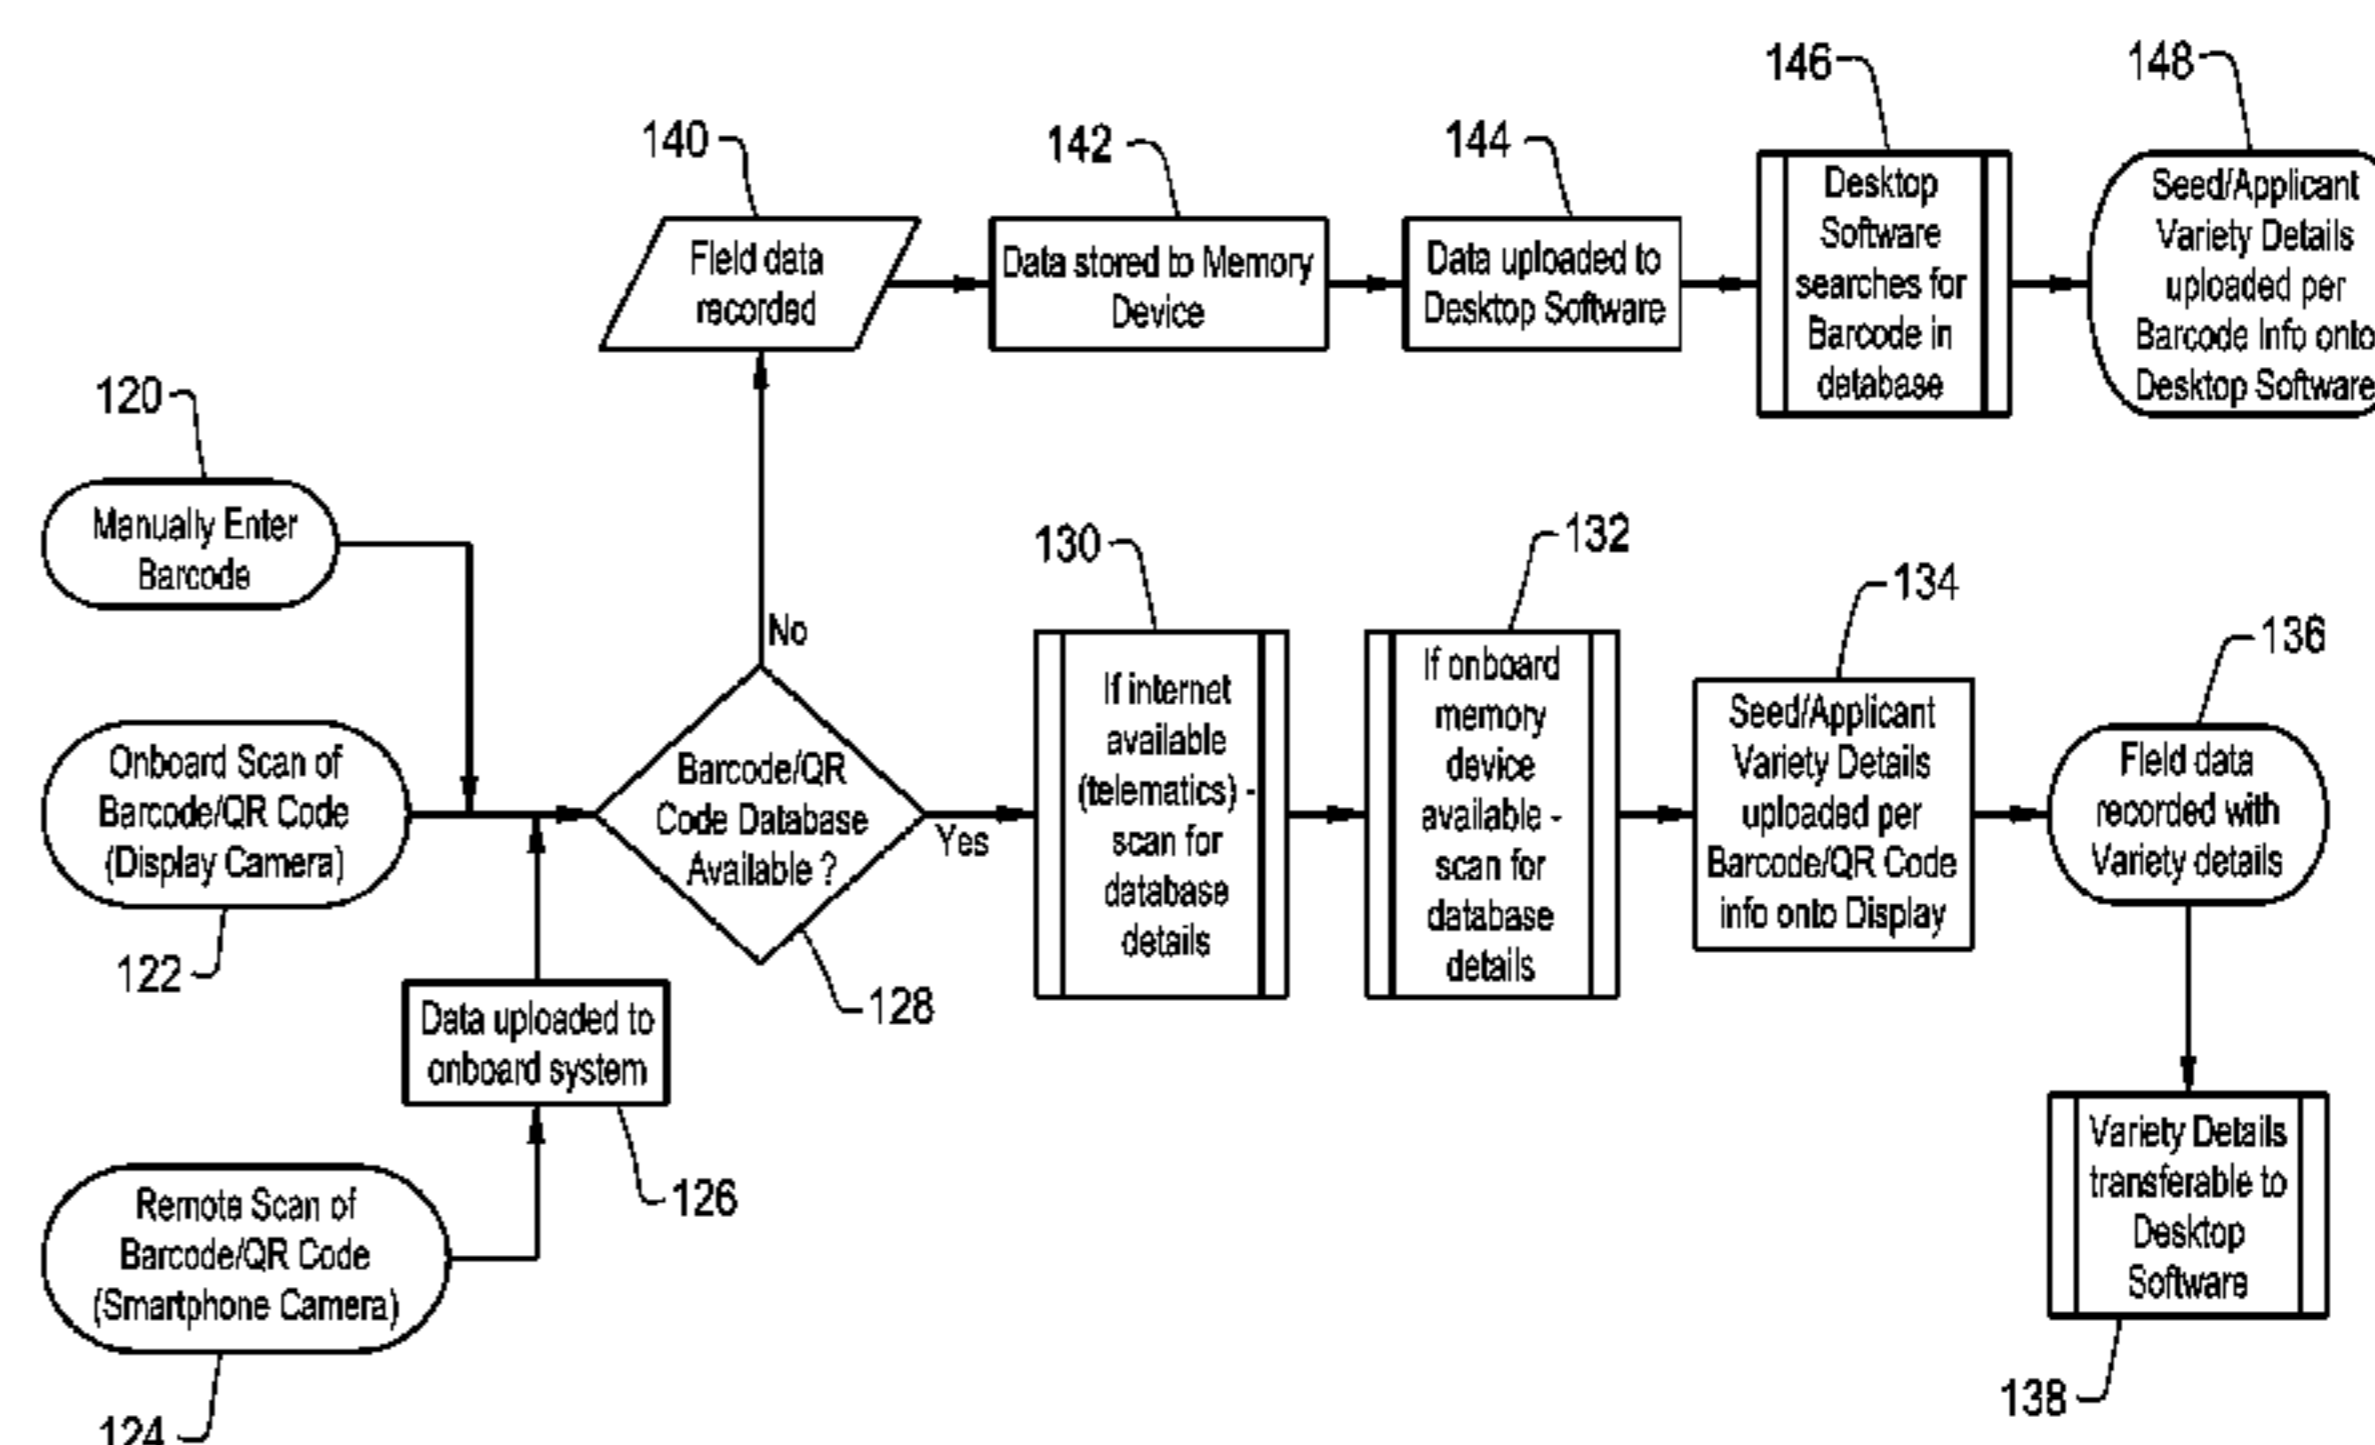 146
148
140
142
144
Field data
recorded
Data stored to Memory
Device
Data uploaded to
Desktop Software
Desktop
Software
searches for
Barcode in
database
Seed/Applicant
Variety Details
uploaded per
Barcode Info onto
Desktop Software
120
Manually Enter
Barcode
No
130
132
134
136
Onboard Scan of
Barcode/QR Code
(Display Camera)
122
Barcode/QR
Code Database
Available ?
Yes
128
If internet
available
(telematics) -
scan for
database
details
If onboard
memory
device
available -
scan for
database
details
Seed/Applicant
Variety Details
uploaded per
Barcode/QR Code
info onto Display
Field data
recorded with
Variety details
Data uploaded to
onboard system
126
Remote Scan of
Barcode/QR Code
(Smartphone Camera)
124
Variety Details
transferable to
Desktop
Software
138